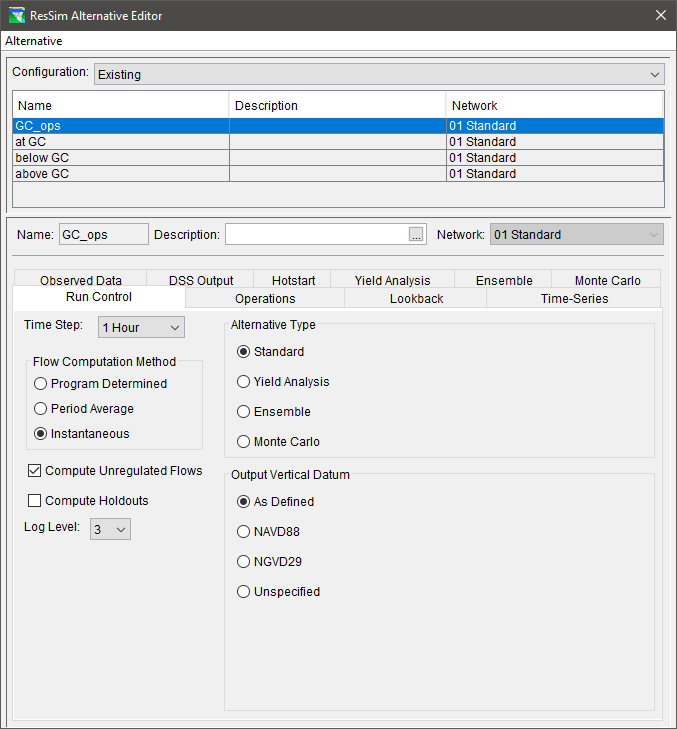 ResSim Alternative Editor
Alternative
Configuration: Existing
Name Description Network
GC_ops 01 Standard
at GC 01 Standard
below GC 01 Standard
above GC 01 Standard
Name: GC_ops Description: ... Network: 01 Standard
Observed Data DSS Output Hotstart Yield Analysis Ensemble Monte Carlo
Run Control Operations Lookback Time-Series
Time Step: 1 Hour
Flow Computation Method
Program Determined
Period Average
Instantaneous
Compute Unregulated Flows
Compute Holdouts
Log Level: 3
Alternative Type
Standard
Yield Analysis
Ensemble
Monte Carlo
Output Vertical Datum
As Defined
NAVD88
NGVD29
Unspecified